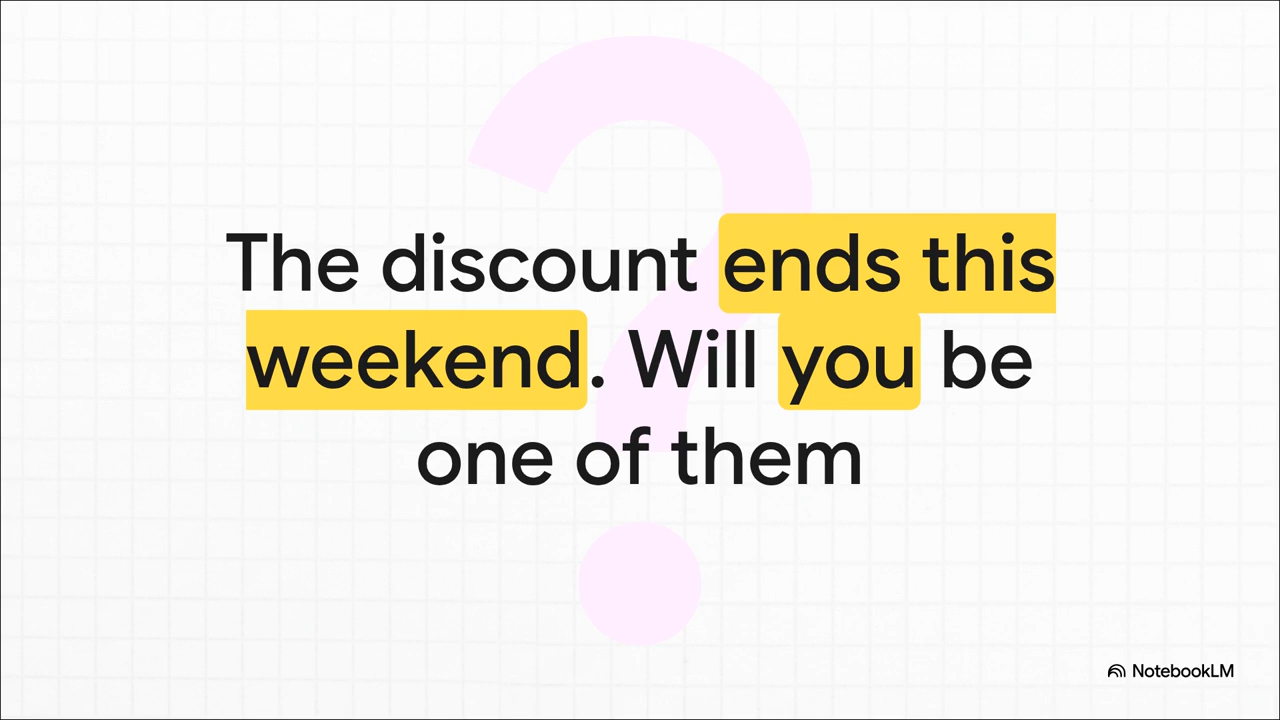 The discount ends this
weekend. Will you be
one of them
NotebookLM